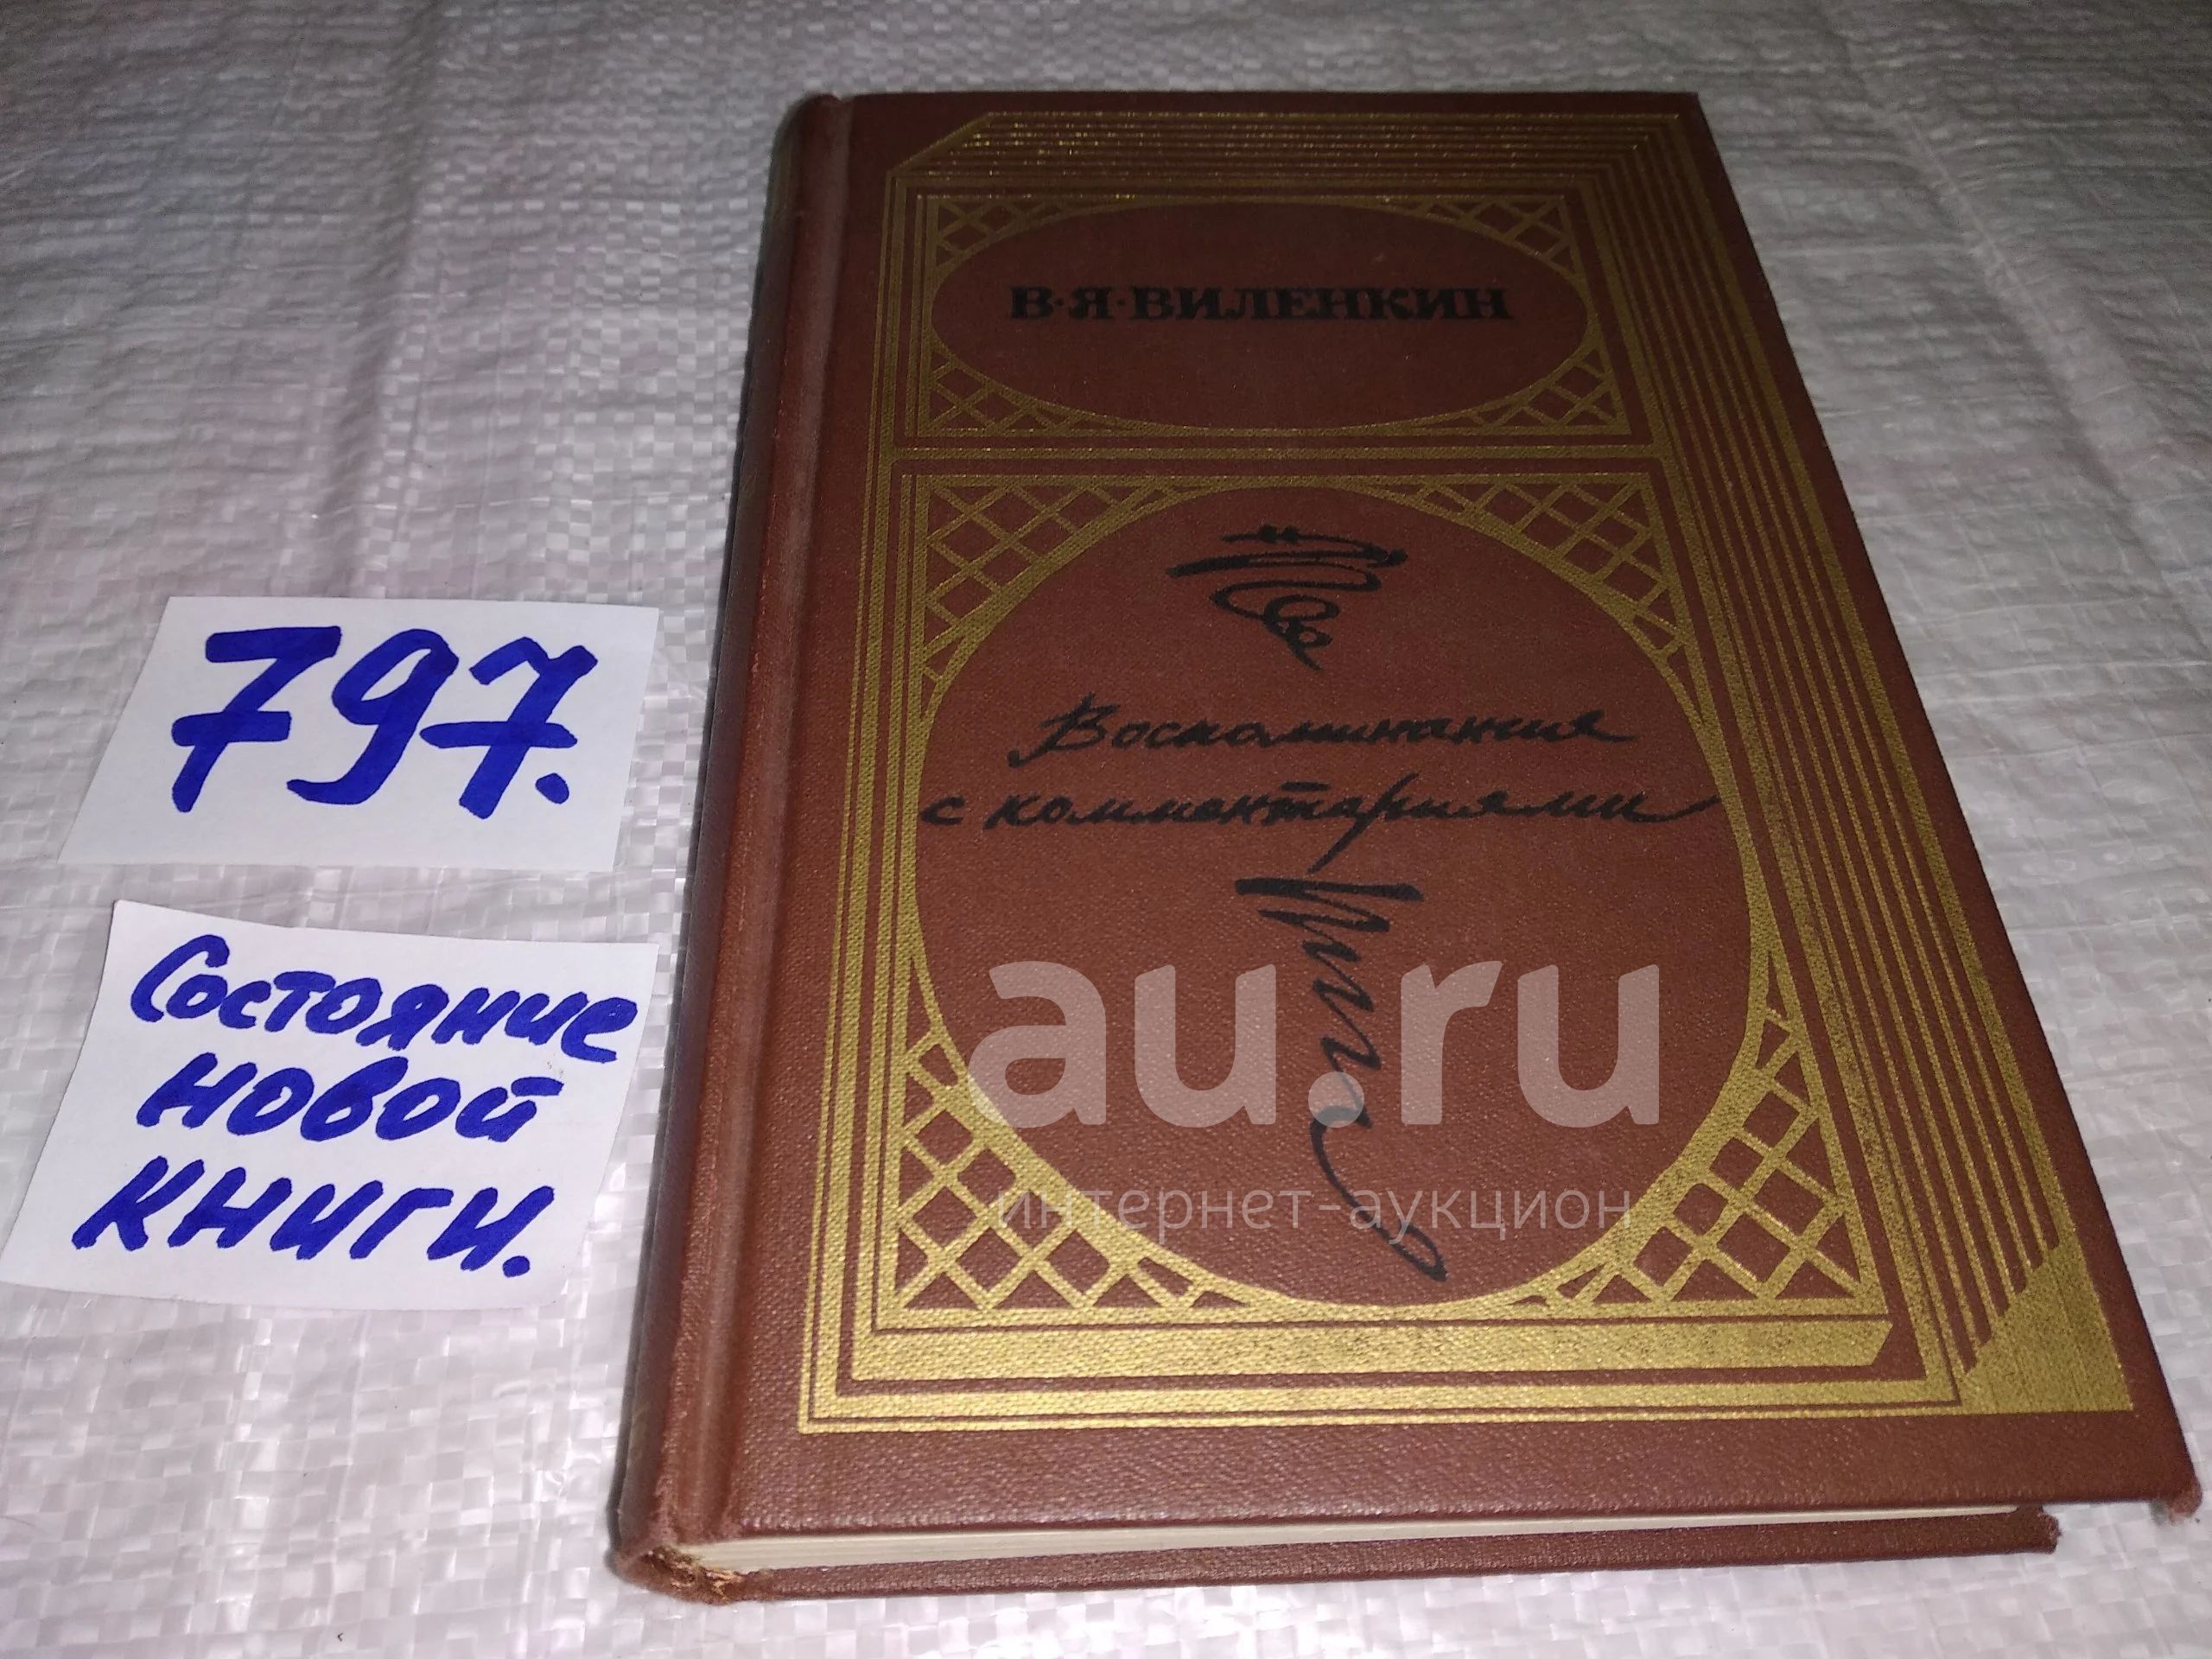 797.
Состояние
новой
книги.
В·Я·ВИЛЕНКИН
Воспоминания
с комментариями
au.ru
интернет-аукцион